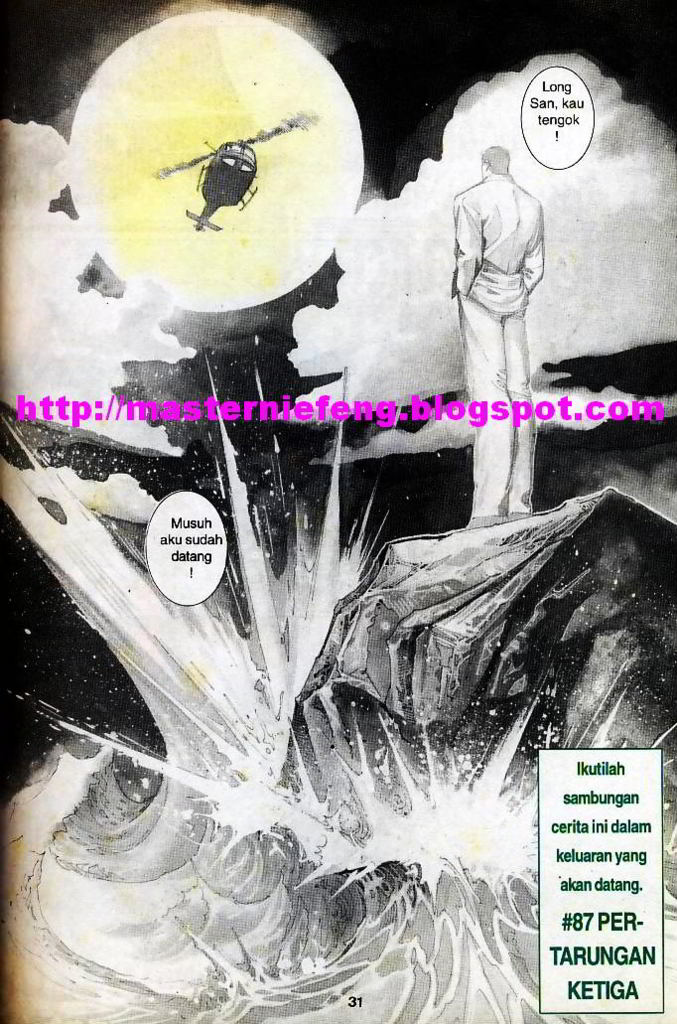 Long
San, kau
tengok
!
http://masterniefeng.blogspot.com
Musuh
aku sudah
datang
!
Ikutilah
sambungan
cerita ini dalam
keluaran yang
akan datang.
#87 PER-
TARUNGAN
KETIGA
31